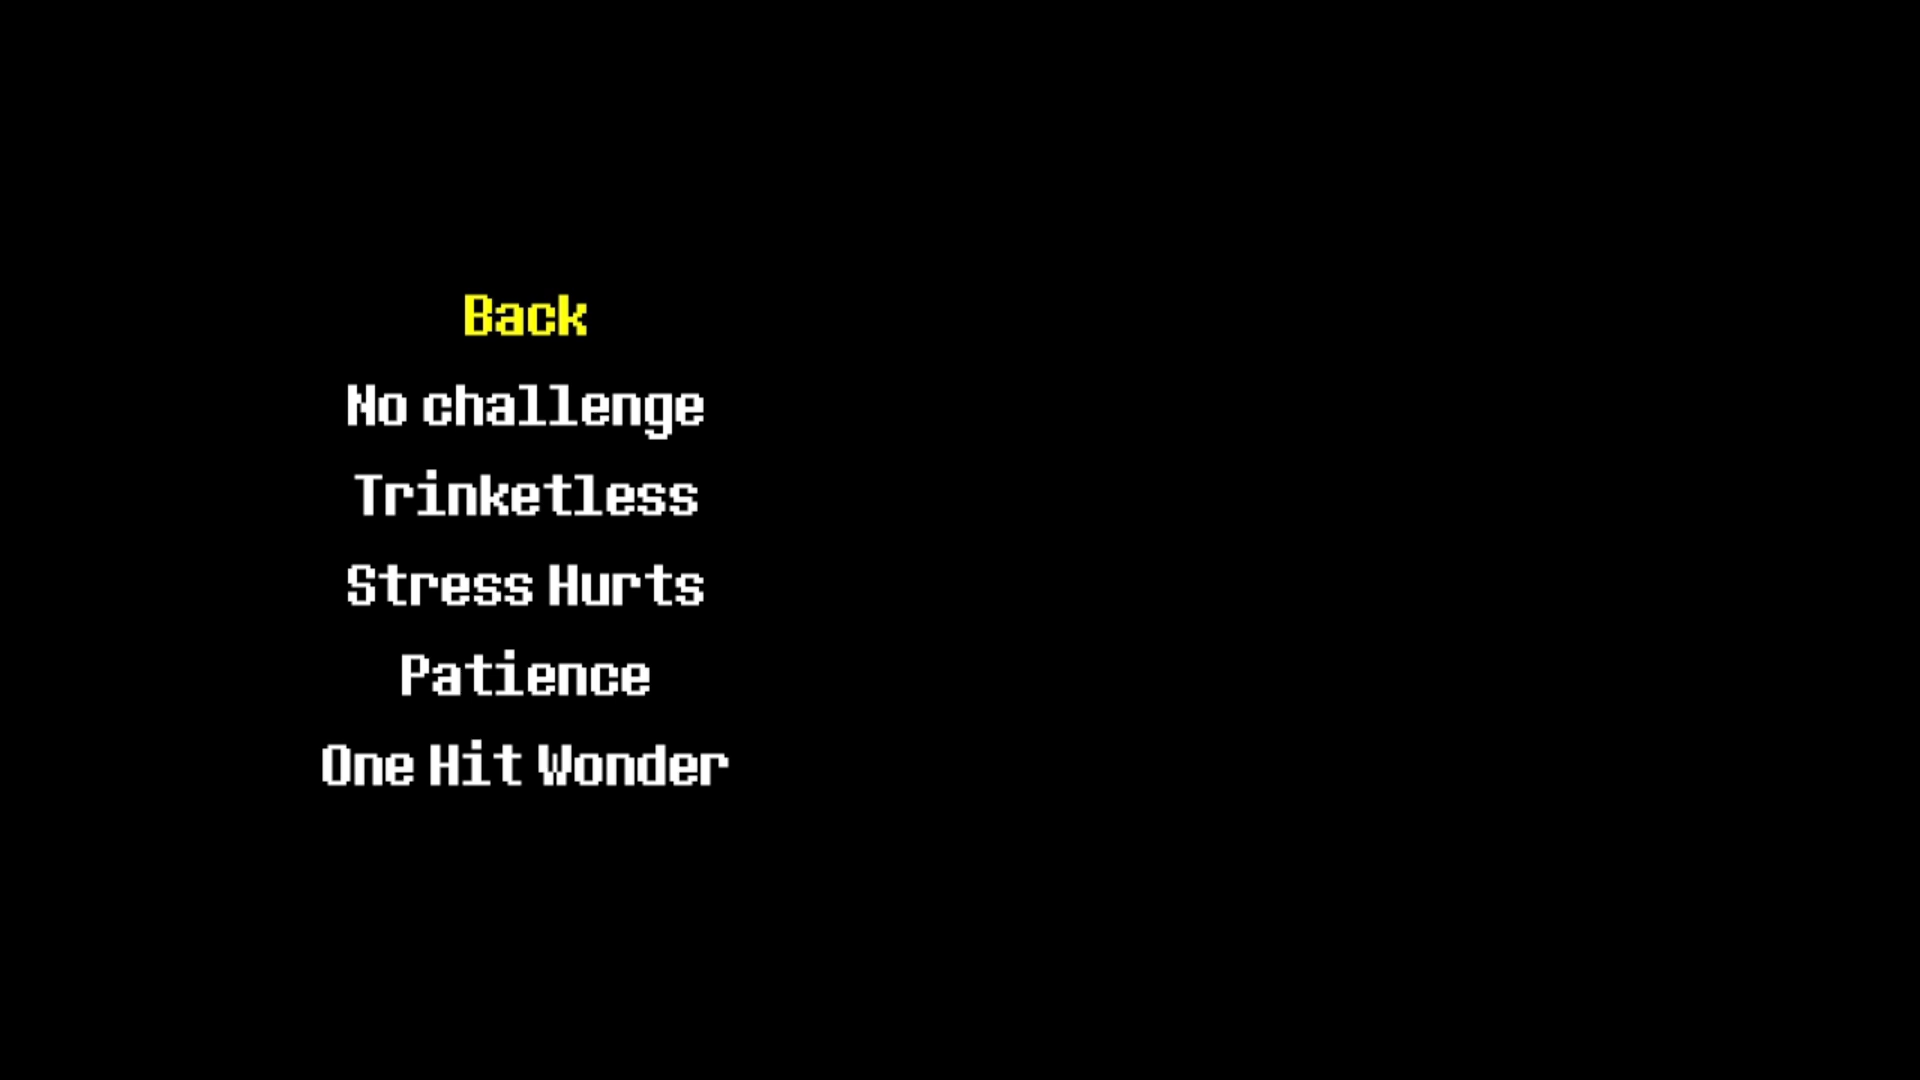 Back
No challenge
Trinketless
Stress Hurts
Patience
One Hit Wonder